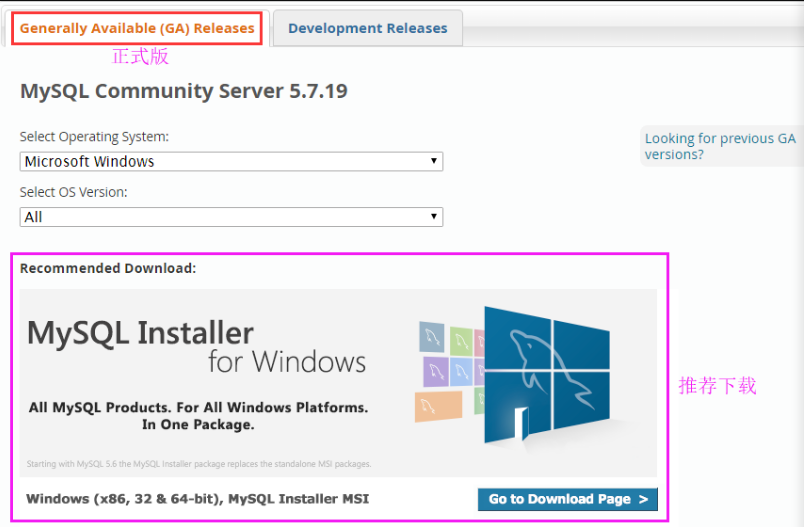 Generally Available (GA) Releases
Development Releases
正式版
MySQL Community Server 5.7.19
Select Operating System:
Looking for previous GA
versions?
Microsoft Windows
Select OS Version:
All
Recommended Download:
MySQL Installer
for Windows
All MySQL Products. For All Windows Platforms.
In One Package.
推荐下载
Starting with MySQL 5.6 the MySQL Installer package replaces the standalone MSI packages.
Windows (x86, 32 & 64-bit), MySQL Installer MSI
Go to Download Page >